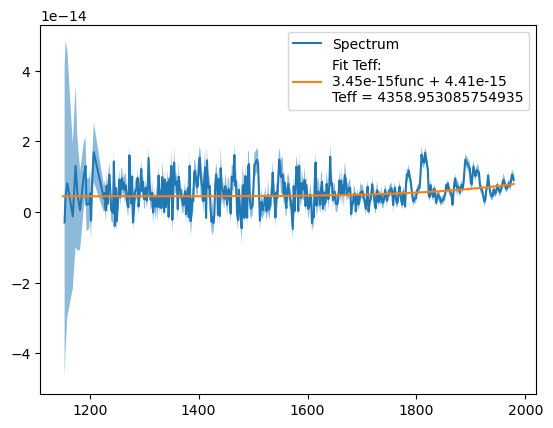 1e−14
Spectrum
Fit Teff:
3.45e-15func + 4.41e-15
Teff = 4358.953085754935
4
2
0
−2
−4
1200
1400
1600
1800
2000